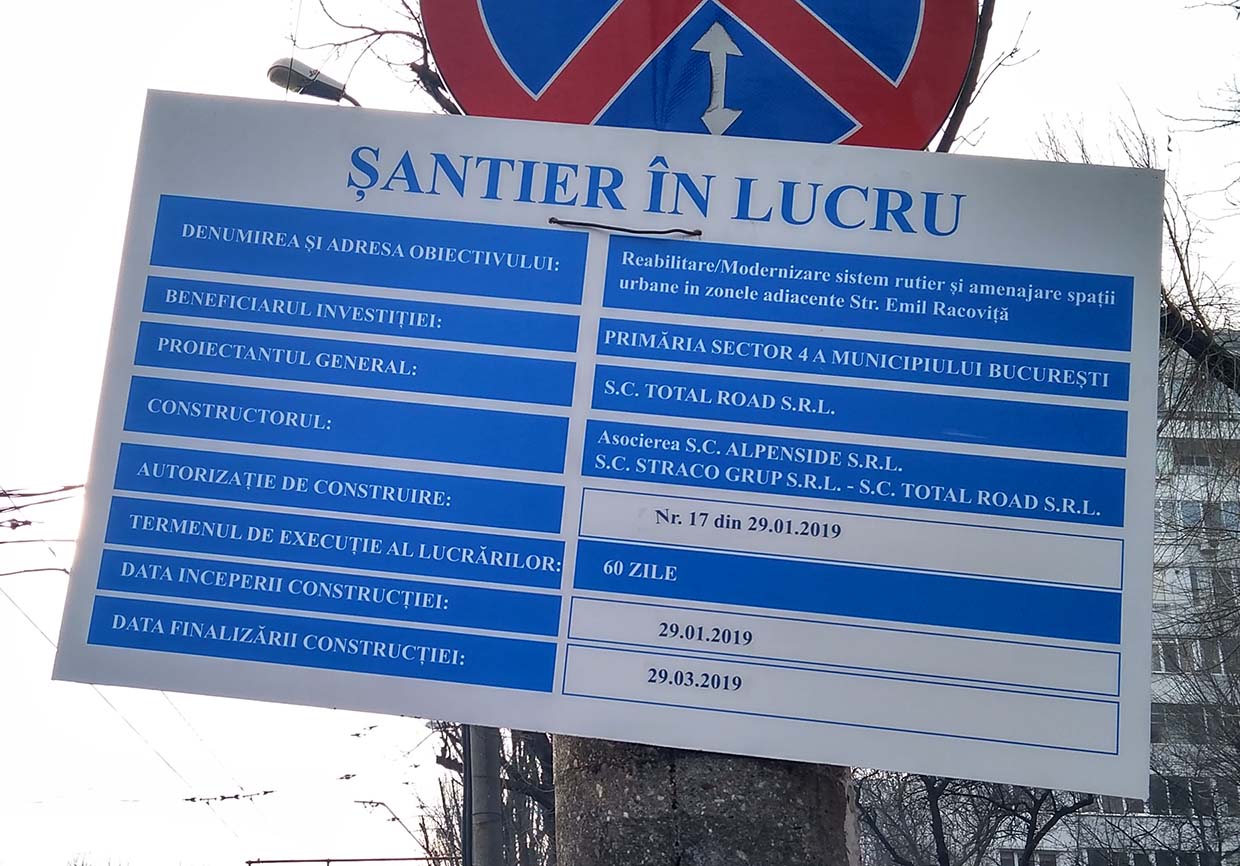 ȘANTIER ÎN LUCRU
DENUMIREA ȘI ADRESA OBIECTIVULUI:
Reabilitare/Modernizare sistem rutier și amenajare spații
urbane in zonele adiacente Str. Emil Racoviță
BENEFICIARUL INVESTIȚIEI:
PRIMĂRIA SECTOR 4 A MUNICIPIULUI BUCUREȘTI
PROIECTANTUL GENERAL:
S.C. TOTAL ROAD S.R.L.
CONSTRUCTORUL:
Asocierea S.C. ALPENSIDE S.R.L.
S.C. STRACO GRUP S.R.L. - S.C. TOTAL ROAD S.R.L.
AUTORIZAȚIE DE CONSTRUIRE:
Nr. 17 din 29.01.2019
TERMENUL DE EXECUȚIE AL LUCRĂRILOR:
60 ZILE
DATA INCEPERII CONSTRUCȚIEI:
29.01.2019
DATA FINALIZĂRII CONSTRUCȚIEI:
29.03.2019